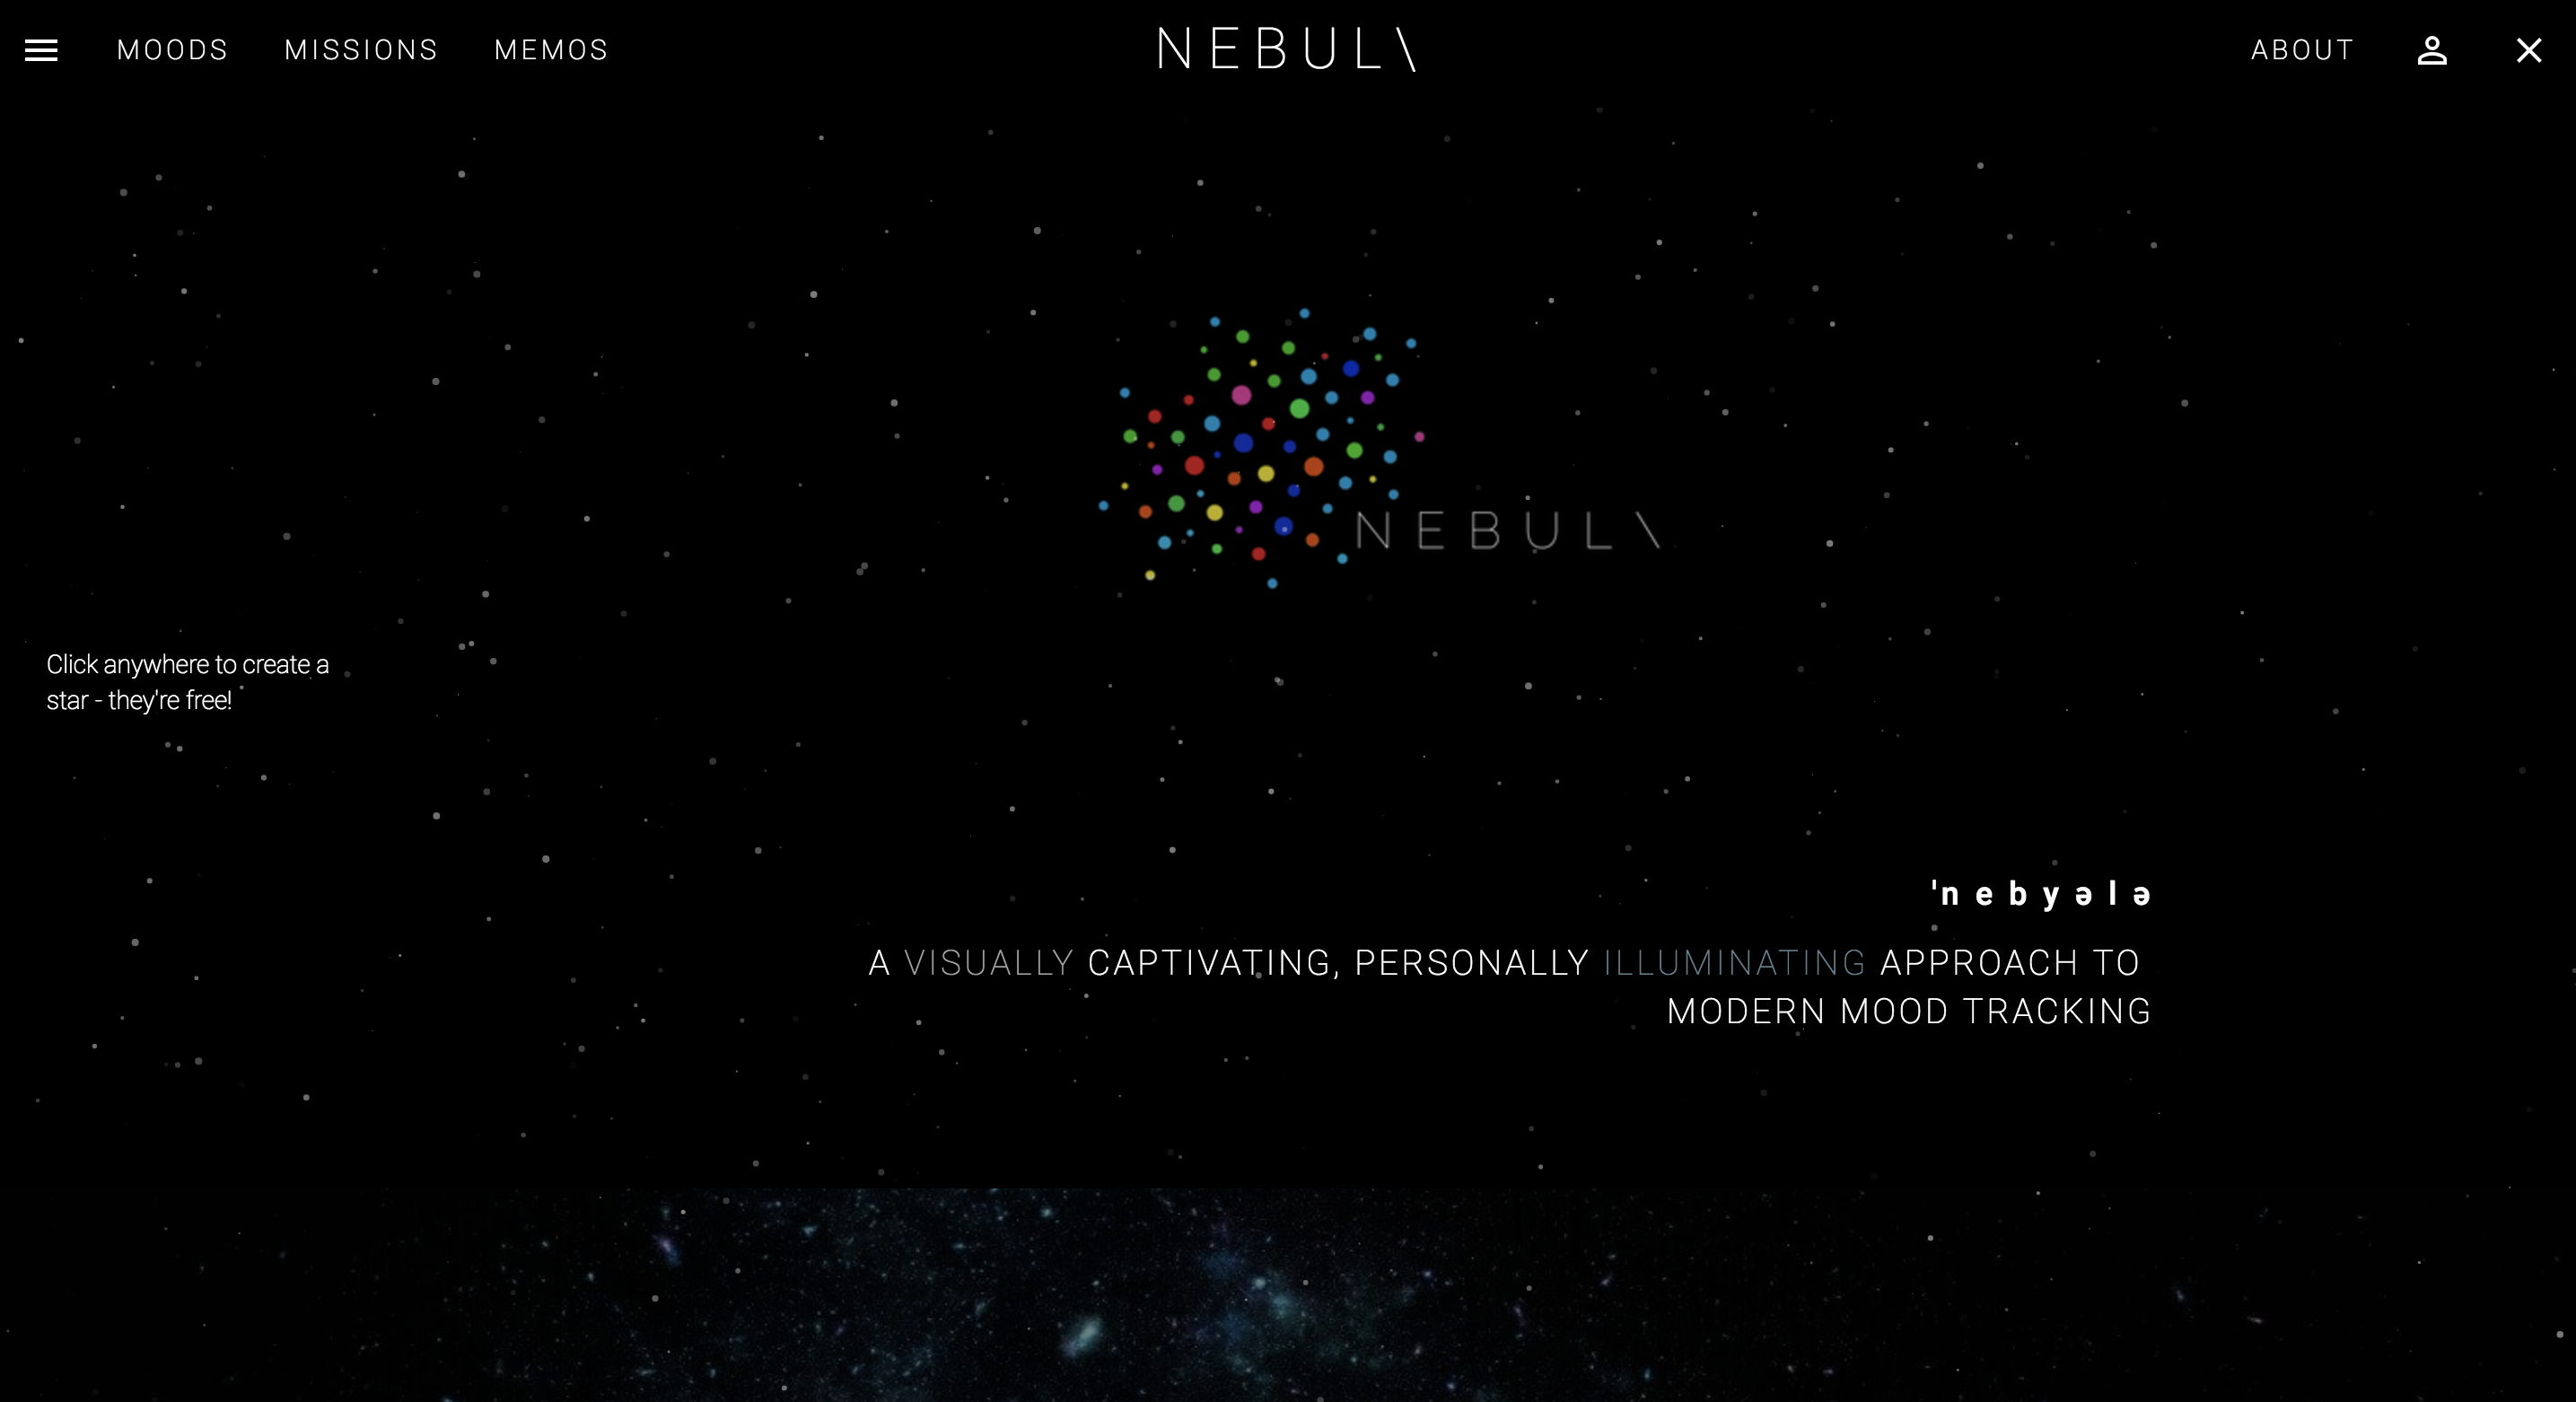 MOODS MISSIONS MEMOS NEBUL\ ABOUT
NEBUL\
Click anywhere to create a
star - they're free!
ˈnebyələ
A VISUALLY CAPTIVATING, PERSONALLY ILLUMINATING APPROACH TO
MODERN MOOD TRACKING